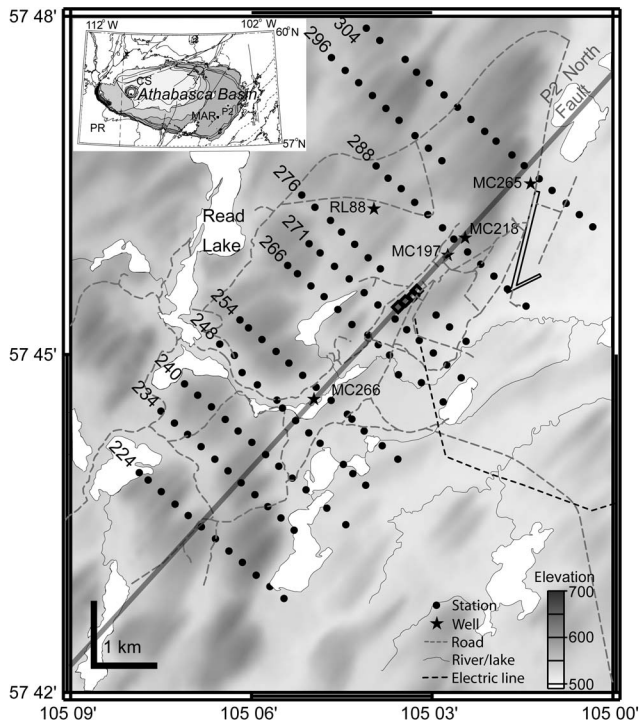 57 48'
112°W
102°W
60°N
CS
Athabasca Basin
MAR
P2
PR
57°N
304
296
288
276
271
266
254
248
240
234
224
P2 North
Fault
MC265
RL88
MC218
MC197
MC266
Read
Lake
57 45'
57 42'
1 km
Station
Well
Road
River/lake
Electric line
Elevation
700
600
500
105 09'
105 06'
105 03'
105 00'